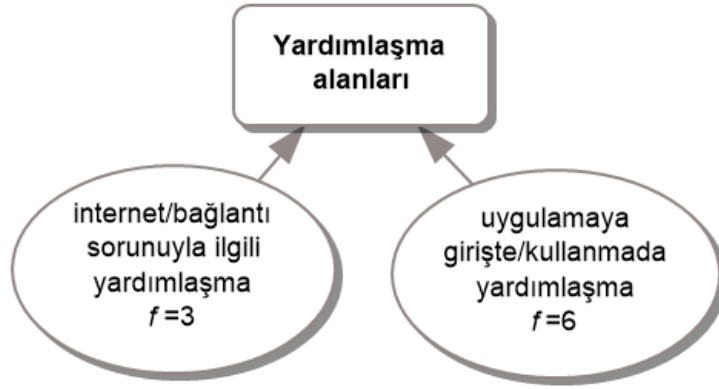 Yardımlaşma
alanları
internet/bağlantı
sorunuyla ilgili
yardımlaşma
f =3
uygulamaya
girişte/kullanmada
yardımlaşma
f =6